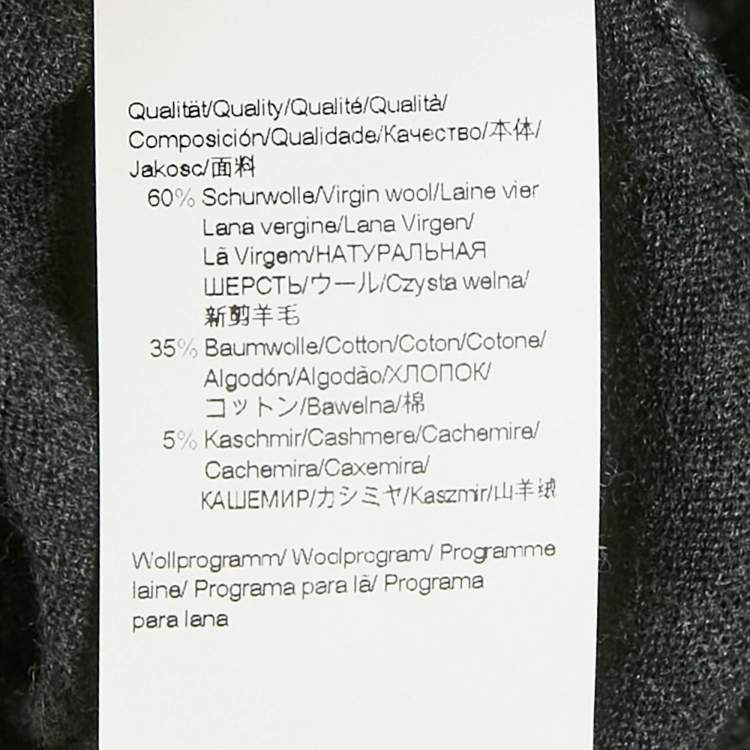 Qualität/Quality/Qualité/Qualità/
Composición/Qualidade/Качество/本体/
Jakosc/面料
60% Schurwolle/Virgin wool/Laine vier
Lana vergine/Lana Virgen/
Lã Virgem/НАТУРАЛЬНАЯ
ШЕРСТЬ/ウール/Czysta welna/
新剪羊毛
35% Baumwolle/Cotton/Coton/Cotone/
Algodón/Algodão/ХЛОПОК/
コットン/Bawelna/棉
5% Kaschmir/Cashmere/Cachemire/
Cachemira/Caxemira/
КАШЕМИР/カシミヤ/Kaszmir/山羊绒
Wollprogramm/ Woolprogram/ Programme
laine/ Programa para lã/ Programa
para lana